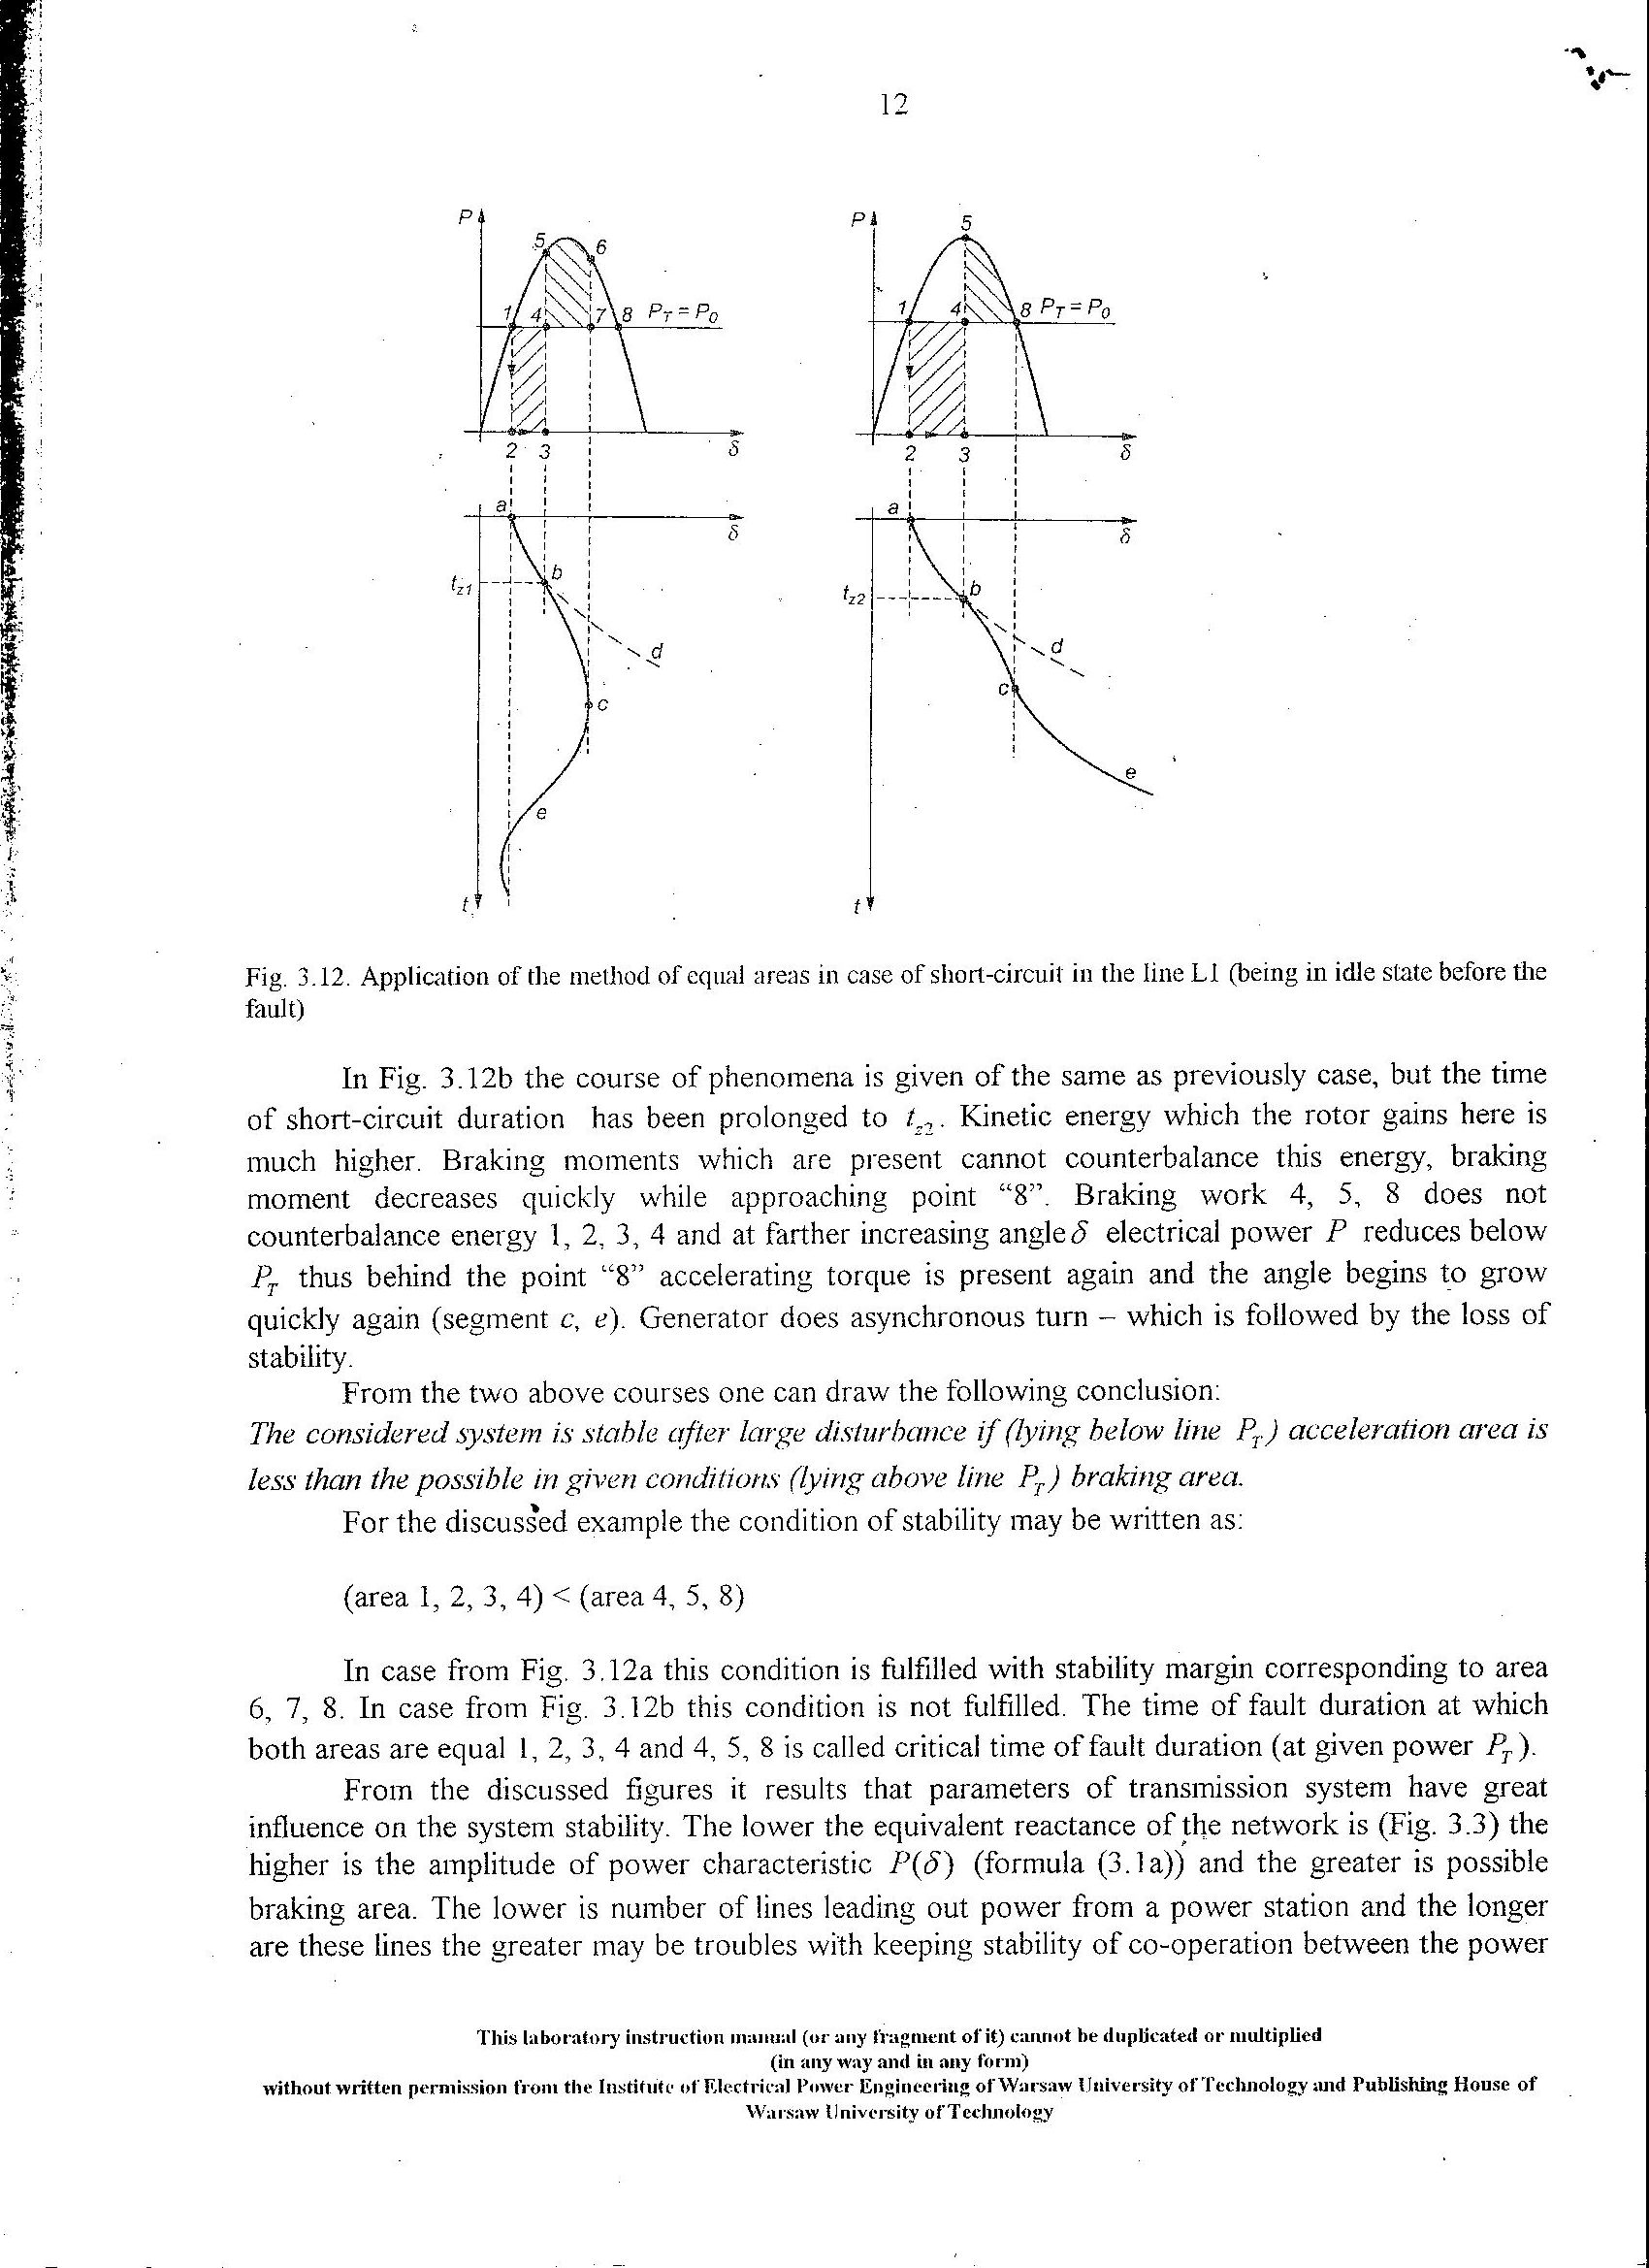 12
P
5
6
1
4
7
8
P_T = P_0
2
3
δ
a
δ
t_z1
b
d
c
e
t
P
5
1
4
8
P_T = P_0
2
3
δ
a
δ
t_z2
b
d
c
e
t
Fig. 3.12. Application of the method of equal areas in case of short-circuit in the line L1 (being in idle state before the
fault)
In Fig. 3.12b the course of phenomena is given of the same as previously case, but the time
of short-circuit duration has been prolonged to t_z2. Kinetic energy which the rotor gains here is
much higher. Braking moments which are present cannot counterbalance this energy, braking
moment decreases quickly while approaching point “8”. Braking work 4, 5, 8 does not
counterbalance energy 1, 2, 3, 4 and at farther increasing angle δ electrical power P reduces below
P_T thus behind the point “8” accelerating torque is present again and the angle begins to grow
quickly again (segment c, e). Generator does asynchronous turn – which is followed by the loss of
stability.
From the two above courses one can draw the following conclusion:
The considered system is stable after large disturbance if (lying below line P_T) acceleration area is
less than the possible in given conditions (lying above line P_T) braking area.
For the discussed example the condition of stability may be written as:
(area 1, 2, 3, 4) < (area 4, 5, 8)
In case from Fig. 3.12a this condition is fulfilled with stability margin corresponding to area
6, 7, 8. In case from Fig. 3.12b this condition is not fulfilled. The time of fault duration at which
both areas are equal 1, 2, 3, 4 and 4, 5, 8 is called critical time of fault duration (at given power P_T).
From the discussed figures it results that parameters of transmission system have great
influence on the system stability. The lower the equivalent reactance of the network is (Fig. 3.3) the
higher is the amplitude of power characteristic P(δ) (formula (3.1a)) and the greater is possible
braking area. The lower is number of lines leading out power from a power station and the longer
are these lines the greater may be troubles with keeping stability of co-operation between the power
This laboratory instruction manual (or any fragment of it) cannot be duplicated or multiplied
(in any way and in any form)
without written permission from the Institute of Electrical Power Engineering of Warsaw University of Technology and Publishing House of
Warsaw University of Technology